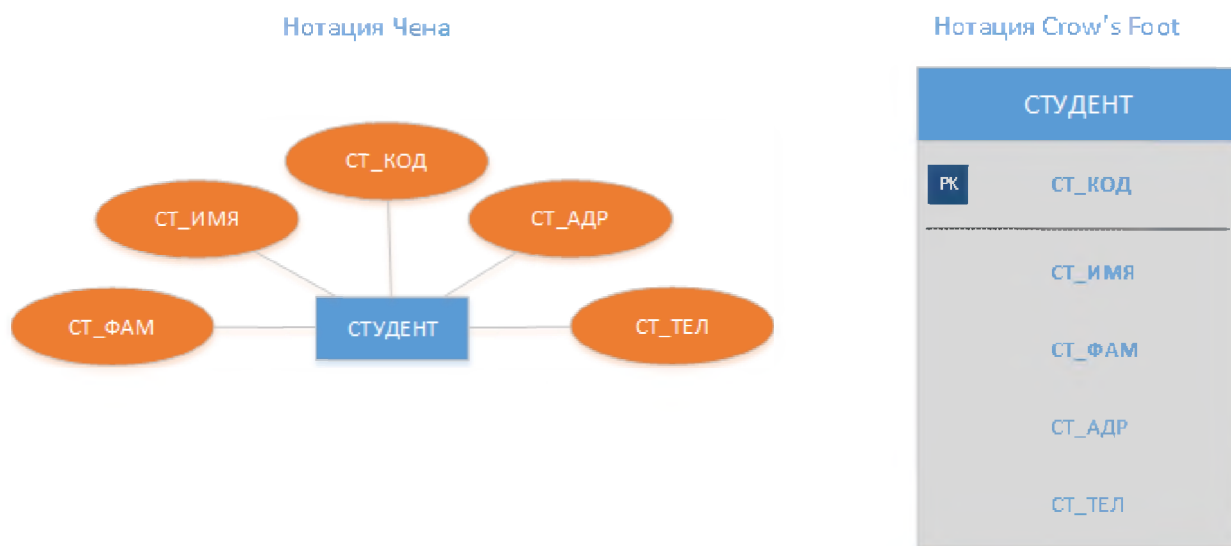 Нотация Чена
СТ_КОД
СТ_ИМЯ
СТ_АДР
СТ_ФАМ
СТУДЕНТ
СТ_ТЕЛ
Нотация Crow's Foot
СТУДЕНТ
PK
СТ_КОД
СТ_ИМЯ
СТ_ФАМ
СТ_АДР
СТ_ТЕЛ